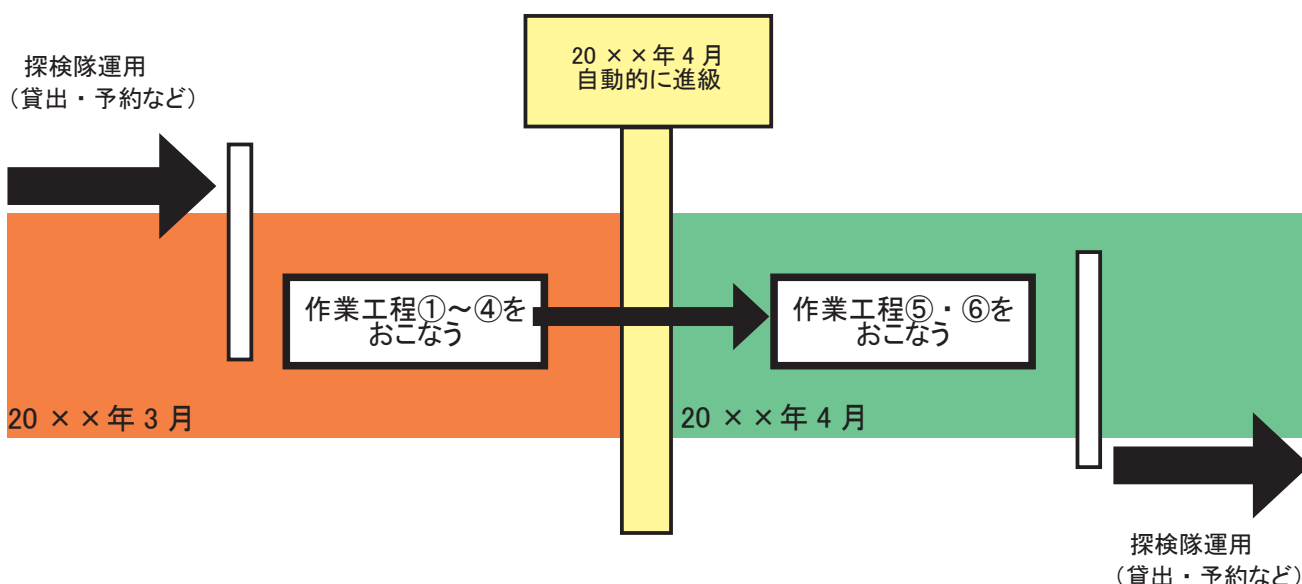 20 ××年 4 月
自動的に進級
探検隊運用
（貸出・予約など）
作業工程①～④を
おこなう
作業工程⑤・⑥を
おこなう
20 ××年 3 月
20 ××年 4 月
探検隊運用
（貸出・予約など）